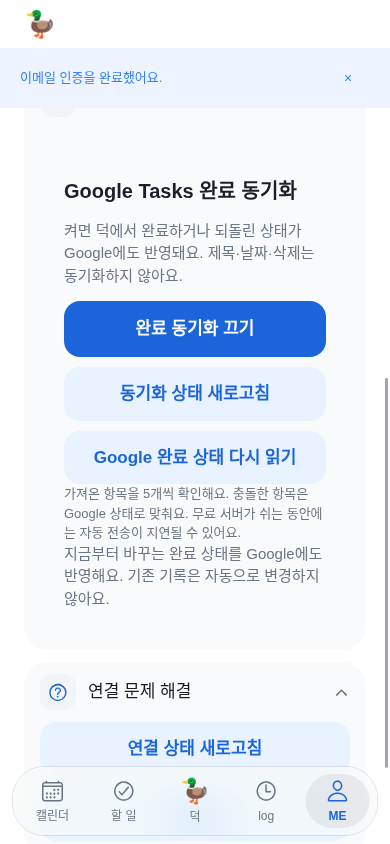 이메일 인증을 완료했어요.
×
Google Tasks 완료 동기화
켜면 덕에서 완료하거나 되돌린 상태가
Google에도 반영돼요. 제목·날짜·삭제는
동기화하지 않아요.
완료 동기화 끄기
동기화 상태 새로고침
Google 완료 상태 다시 읽기
가져온 항목을 5개씩 확인해요. 충돌한 항목은
Google 상태로 맞춰요. 무료 서버가 쉬는 동안에
는 자동 전송이 지연될 수 있어요.
지금부터 바꾸는 완료 상태를 Google에도
반영해요. 기존 기록은 자동으로 변경하지
않아요.
연결 문제 해결
연결 상태 새로고침
캘린더
할 일
덕
log
ME